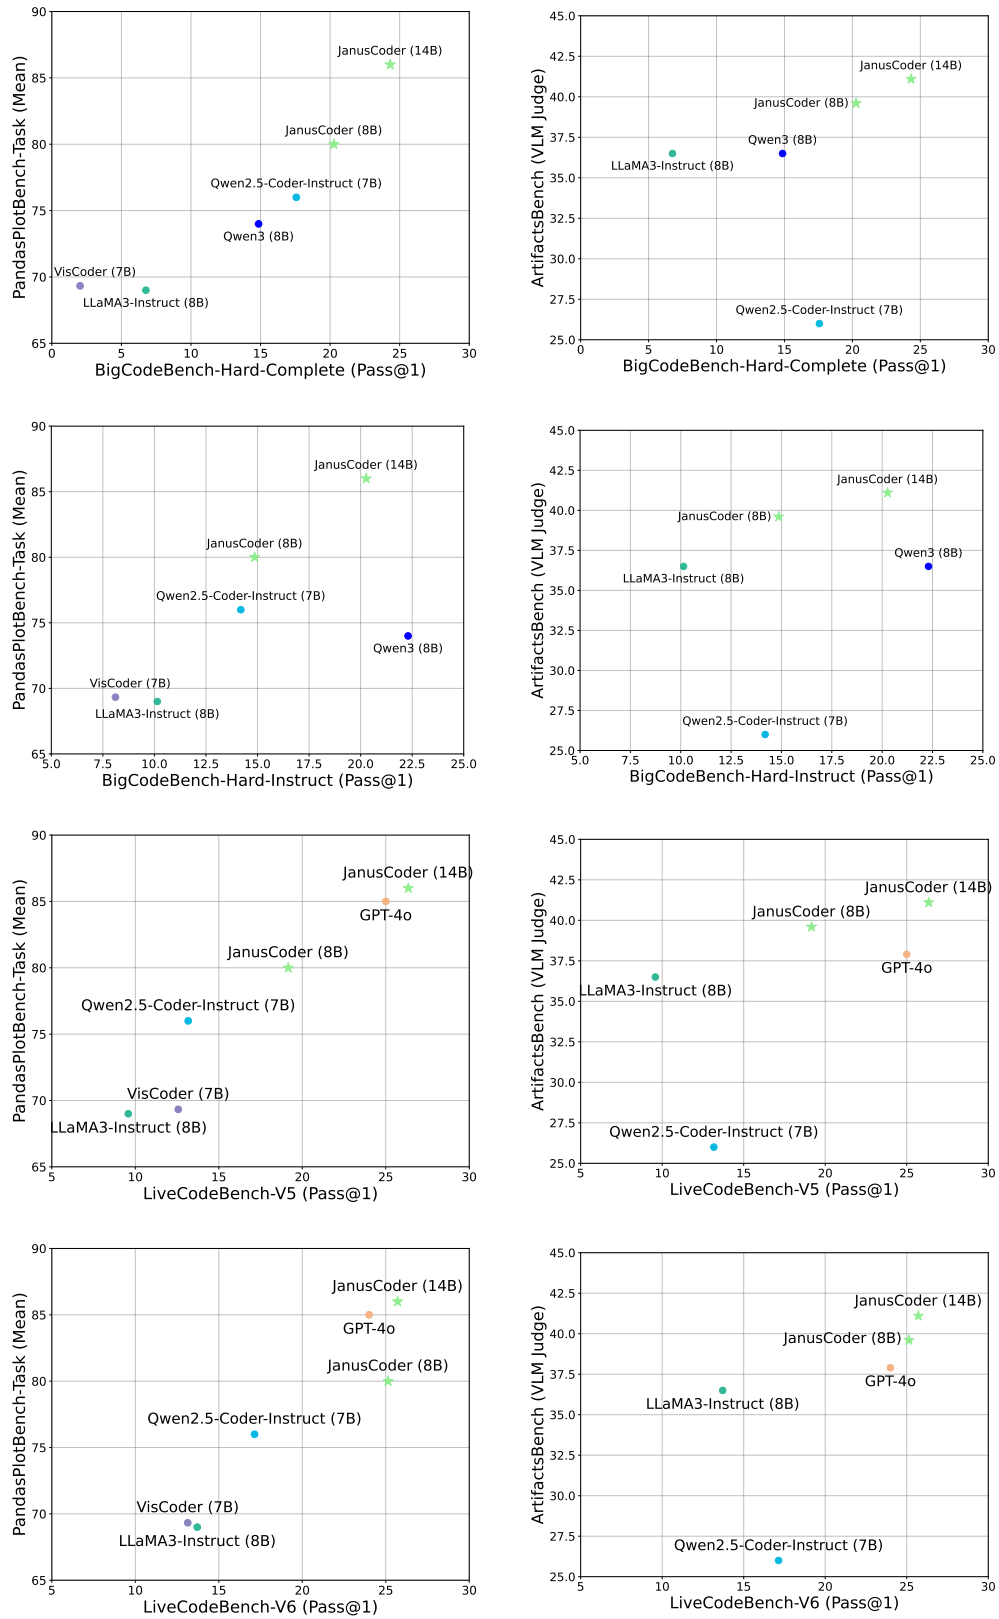 90
85
80
75
70
65
PandasPlotBench-Task (Mean)
JanusCoder (14B)
JanusCoder (8B)
Qwen2.5-Coder-Instruct (7B)
Qwen3 (8B)
VisCoder (7B)
LLaMA3-Instruct (8B)
0 5 10 15 20 25 30
BigCodeBench-Hard-Complete (Pass@1)
45.0
42.5
40.0
37.5
35.0
32.5
30.0
27.5
25.0
ArtifactsBench (VLM Judge)
JanusCoder (14B)
JanusCoder (8B)
Qwen3 (8B)
LLaMA3-Instruct (8B)
Qwen2.5-Coder-Instruct (7B)
0 5 10 15 20 25 30
BigCodeBench-Hard-Complete (Pass@1)
90
85
80
75
70
65
PandasPlotBench-Task (Mean)
JanusCoder (14B)
JanusCoder (8B)
Qwen2.5-Coder-Instruct (7B)
Qwen3 (8B)
VisCoder (7B)
LLaMA3-Instruct (8B)
5.0 7.5 10.0 12.5 15.0 17.5 20.0 22.5 25.0
BigCodeBench-Hard-Instruct (Pass@1)
45.0
42.5
40.0
37.5
35.0
32.5
30.0
27.5
25.0
ArtifactsBench (VLM Judge)
JanusCoder (14B)
JanusCoder (8B)
Qwen3 (8B)
LLaMA3-Instruct (8B)
Qwen2.5-Coder-Instruct (7B)
5.0 7.5 10.0 12.5 15.0 17.5 20.0 22.5 25.0
BigCodeBench-Hard-Instruct (Pass@1)
90
85
80
75
70
65
PandasPlotBench-Task (Mean)
JanusCoder (14B)
GPT-4o
JanusCoder (8B)
Qwen2.5-Coder-Instruct (7B)
VisCoder (7B)
LLaMA3-Instruct (8B)
5 10 15 20 25 30
LiveCodeBench-V5 (Pass@1)
45.0
42.5
40.0
37.5
35.0
32.5
30.0
27.5
25.0
ArtifactsBench (VLM Judge)
JanusCoder (14B)
JanusCoder (8B)
GPT-4o
LLaMA3-Instruct (8B)
Qwen2.5-Coder-Instruct (7B)
5 10 15 20 25 30
LiveCodeBench-V5 (Pass@1)
90
85
80
75
70
65
PandasPlotBench-Task (Mean)
JanusCoder (14B)
GPT-4o
JanusCoder (8B)
Qwen2.5-Coder-Instruct (7B)
VisCoder (7B)
LLaMA3-Instruct (8B)
5 10 15 20 25 30
LiveCodeBench-V6 (Pass@1)
45.0
42.5
40.0
37.5
35.0
32.5
30.0
27.5
25.0
ArtifactsBench (VLM Judge)
JanusCoder (14B)
JanusCoder (8B)
GPT-4o
LLaMA3-Instruct (8B)
Qwen2.5-Coder-Instruct (7B)
5 10 15 20 25 30
LiveCodeBench-V6 (Pass@1)